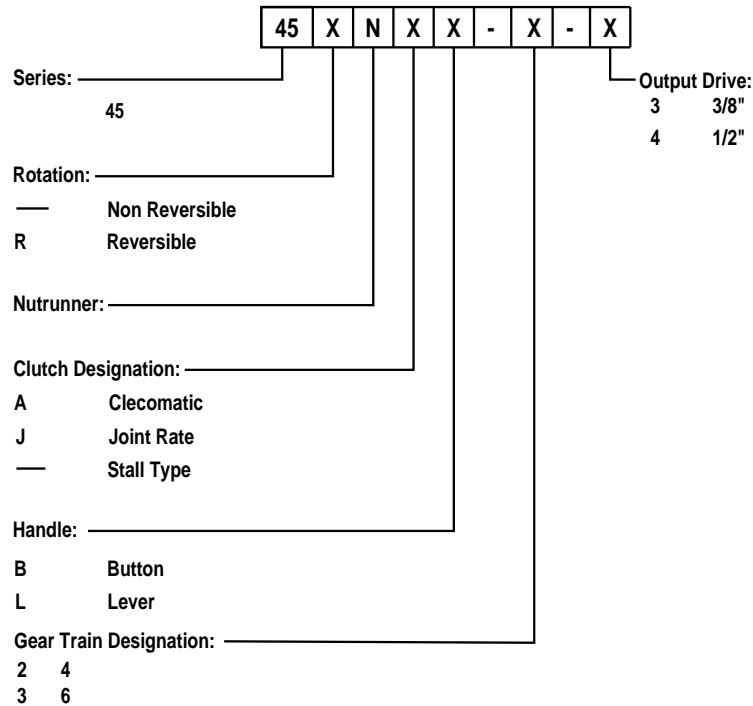 45 X N X X - X - X
Series:
45
Output Drive:
3 3/8"
4 1/2"
Rotation:
— Non Reversible
R Reversible
Nutrunner:
Clutch Designation:
A Clecomatic
J Joint Rate
— Stall Type
Handle:
B Button
L Lever
Gear Train Designation:
2 4
3 6